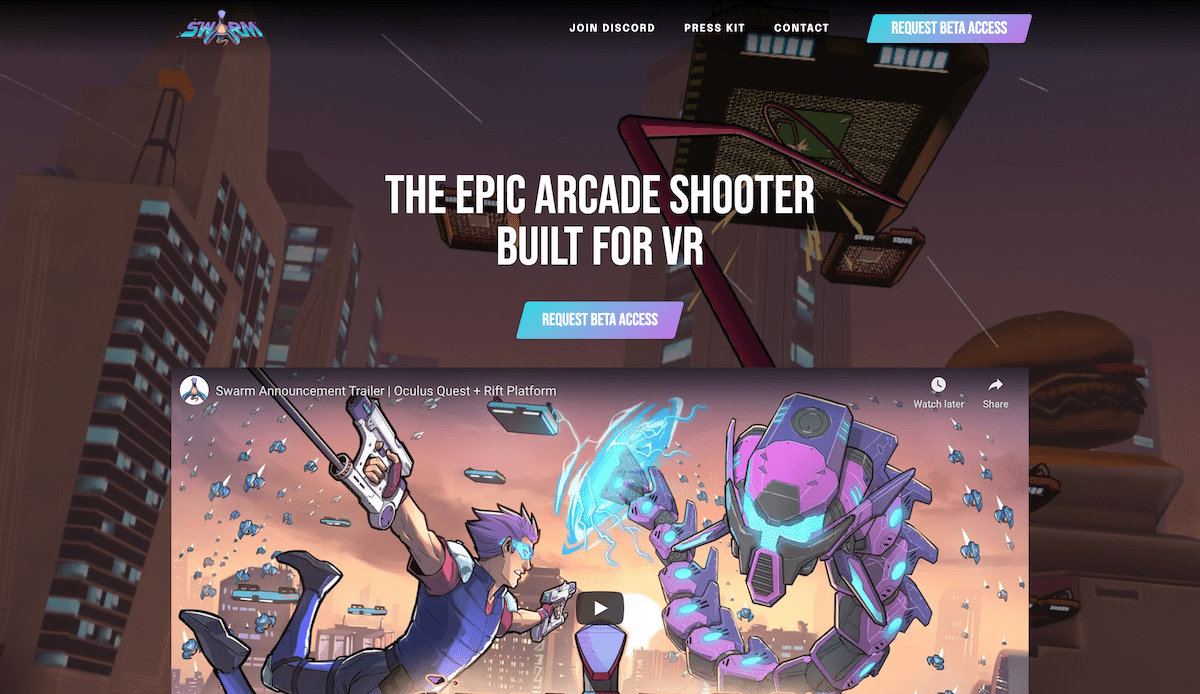 SWARM
JOIN DISCORD
PRESS KIT
CONTACT
REQUEST BETA ACCESS
THE EPIC ARCADE SHOOTER
BUILT FOR VR
REQUEST BETA ACCESS
Swarm Announcement Trailer | Oculus Quest + Rift Platform
Watch later
Share